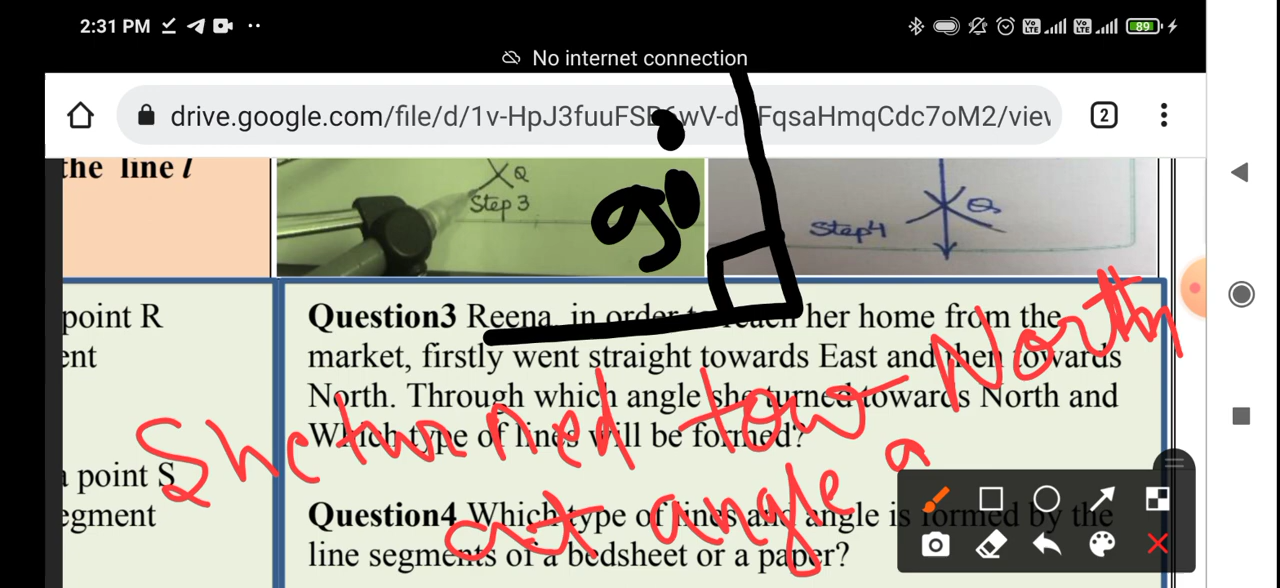 2:31 PM
89
No internet connection
drive.google.com/file/d/1v-HpJ3fuuFSB6wV-d FqsaHmqCdc7oM2/view
2
the line l
Q
Step 3
90
Q
Step4
point R
ent
Question3 Reena, in order to reach her home from the
market, firstly went straight towards East and then towards
North. Through which angle she turned towards North and
Which type of lines will be formed?
She turned tow North
at angle a
a point S
egment
Question4 Which type of lines and angle is formed by the
line segments of a bedsheet or a paper?